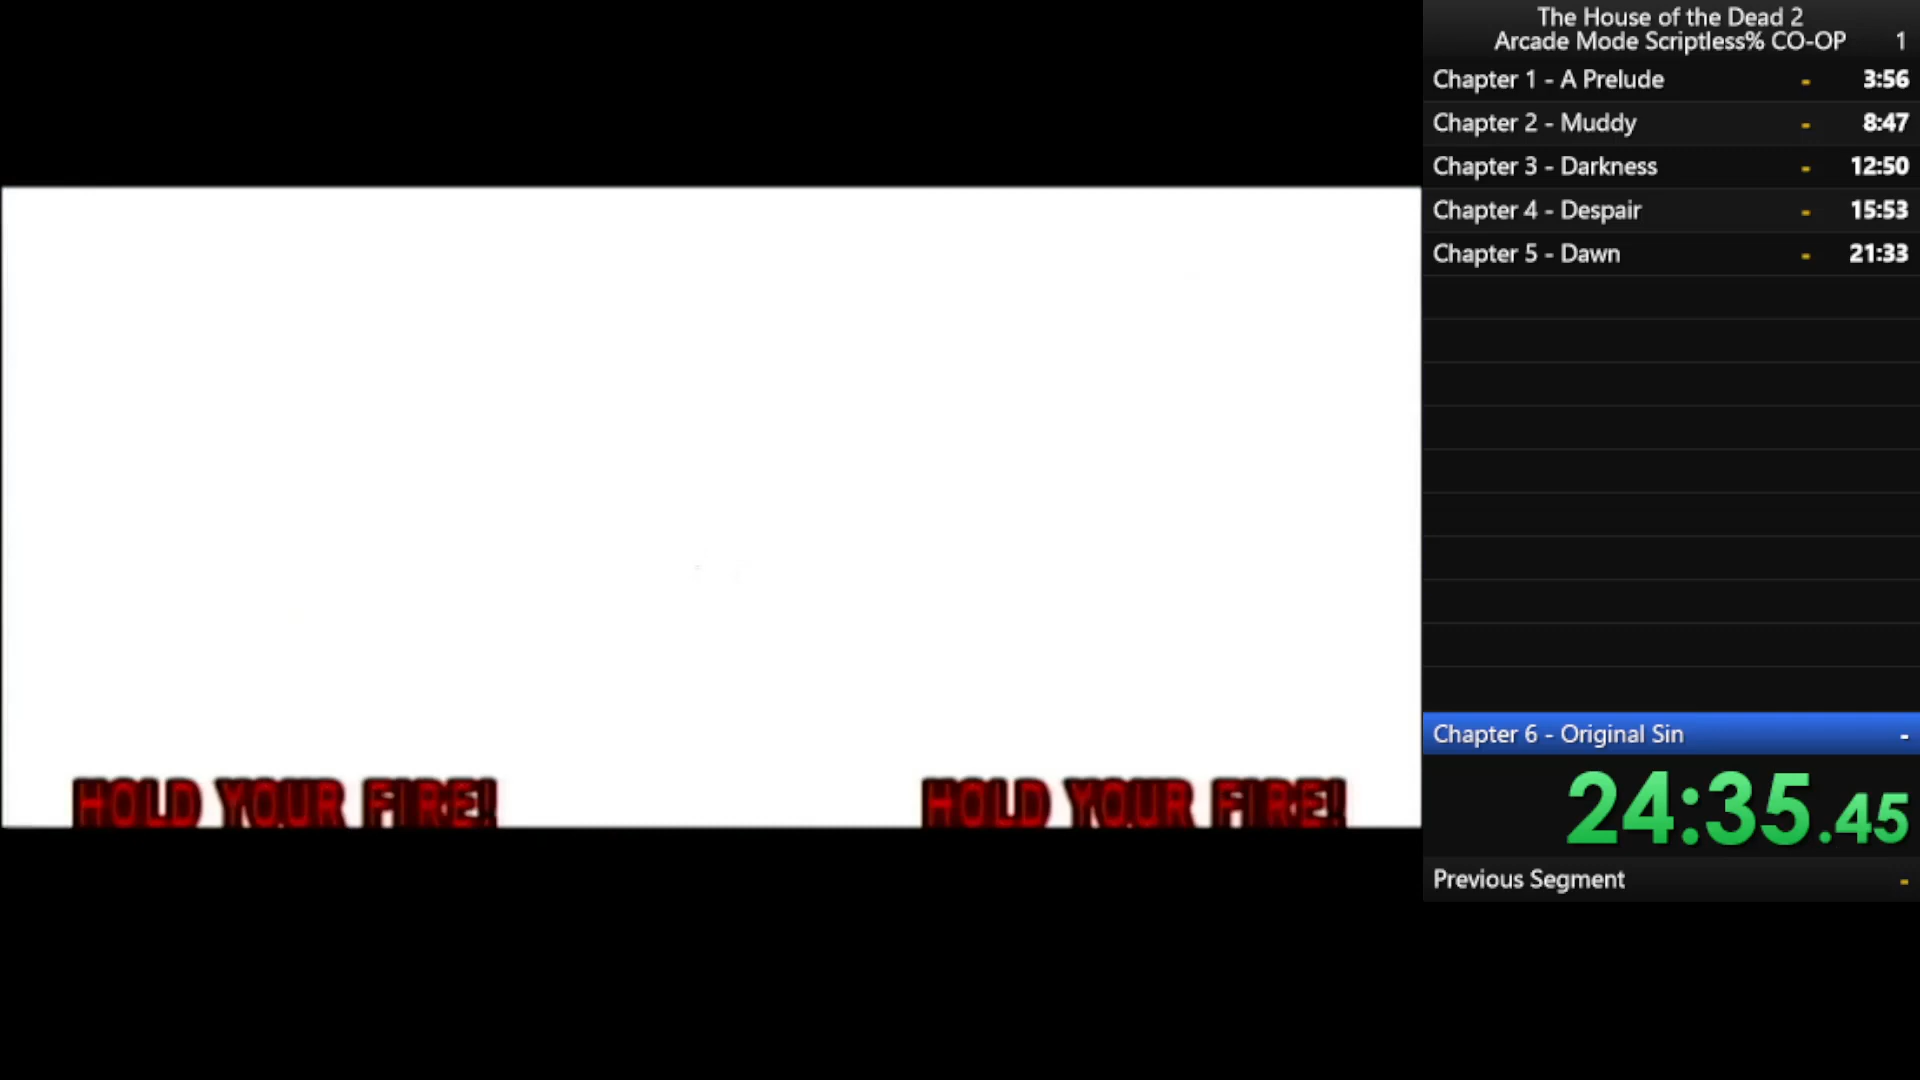 The House of the Dead 2
Arcade Mode Scriptless% CO-OP 1
Chapter 1 - A Prelude - 3:56
Chapter 2 - Muddy - 8:47
Chapter 3 - Darkness - 12:50
Chapter 4 - Despair - 15:53
Chapter 5 - Dawn - 21:33
Chapter 6 - Original Sin -
24:35.45
Previous Segment -
HOLD YOUR FIRE! HOLD YOUR FIRE!